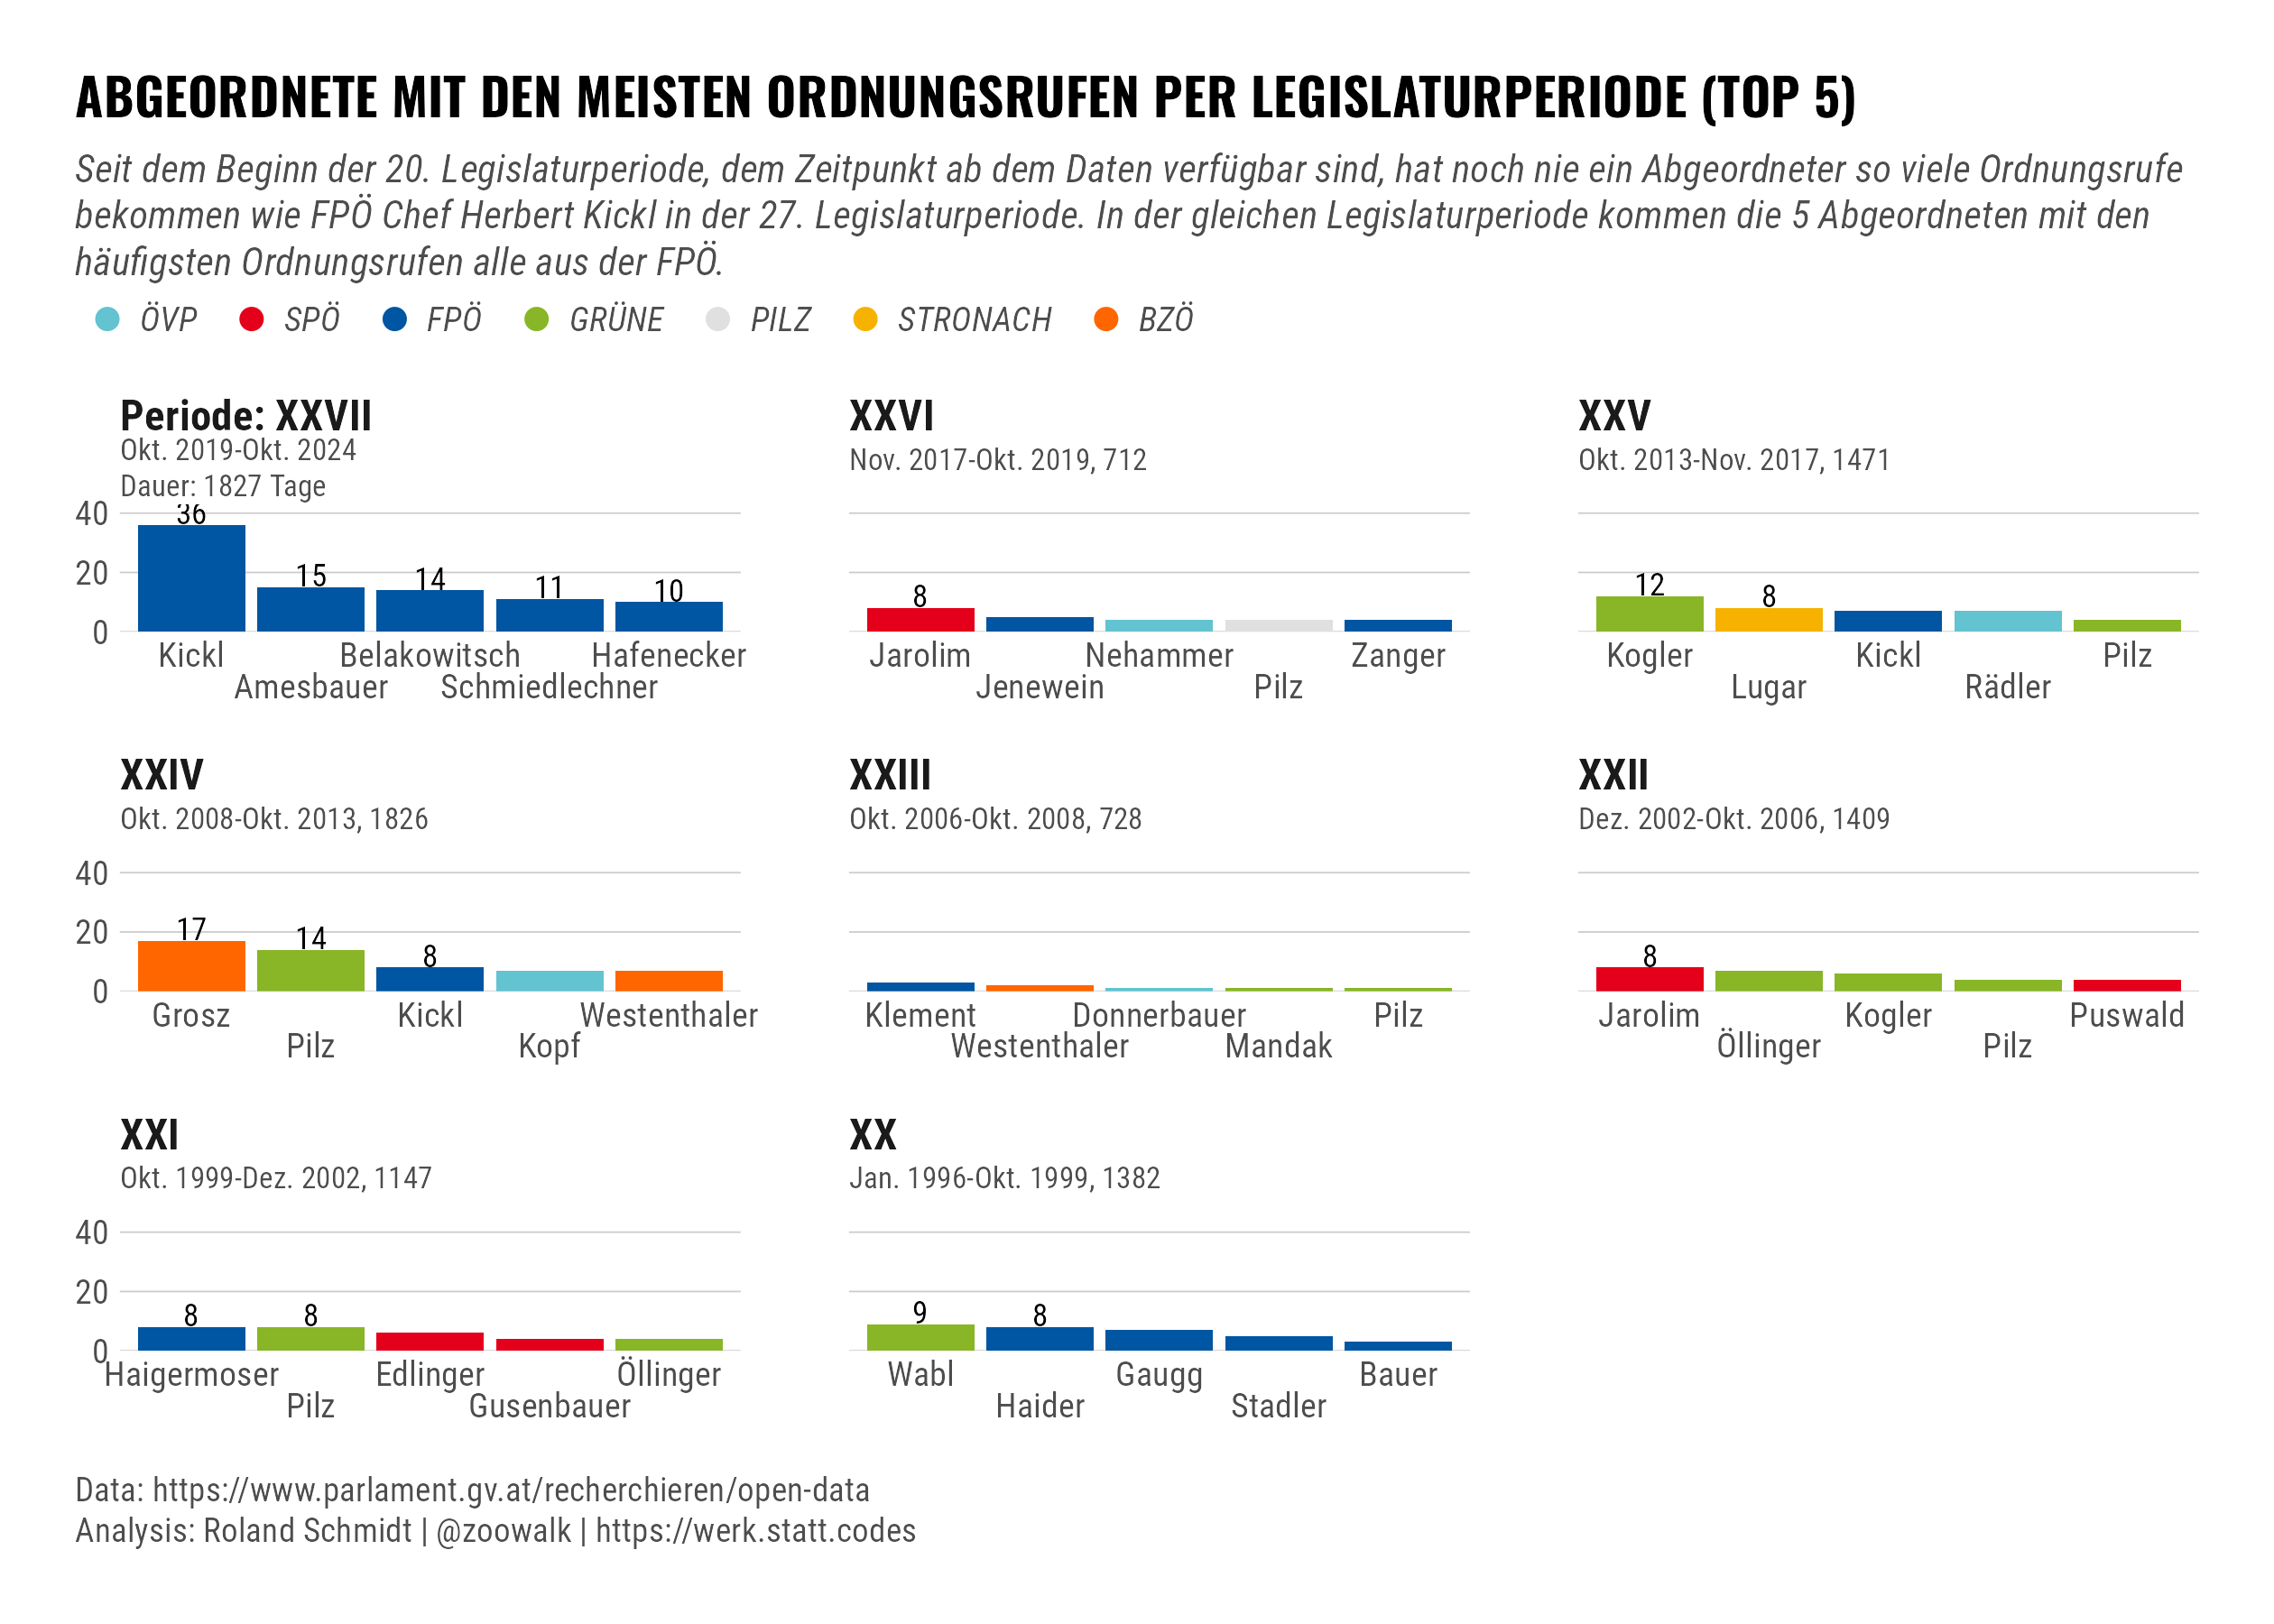 ABGEORDNETE MIT DEN MEISTEN ORDNUNGSRUFEN PER LEGISLATURPERIODE (TOP 5)
Seit dem Beginn der 20. Legislaturperiode, dem Zeitpunkt ab dem Daten verfügbar sind, hat noch nie ein Abgeordneter so viele Ordnungsrufe
bekommen wie FPÖ Chef Herbert Kickl in der 27. Legislaturperiode. In der gleichen Legislaturperiode kommen die 5 Abgeordneten mit den
häufigsten Ordnungsrufen alle aus der FPÖ.
ÖVP SPÖ FPÖ GRÜNE PILZ STRONACH BZÖ
Periode: XXVII
Okt. 2019-Okt. 2024
Dauer: 1827 Tage
40
20
0
36
15
14
11
10
Kickl
Amesbauer
Belakowitsch
Schmiedlechner
Hafenecker
XXVI
Nov. 2017-Okt. 2019, 712
8
Jarolim
Jenewein
Nehammer
Pilz
Zanger
XXV
Okt. 2013-Nov. 2017, 1471
12
8
Kogler
Lugar
Kickl
Rädler
Pilz
XXIV
Okt. 2008-Okt. 2013, 1826
40
20
0
17
14
8
Grosz
Pilz
Kickl
Kopf
Westenthaler
XXIII
Okt. 2006-Okt. 2008, 728
Klement
Westenthaler
Donnerbauer
Mandak
Pilz
XXII
Dez. 2002-Okt. 2006, 1409
8
Jarolim
Öllinger
Kogler
Pilz
Puswald
XXI
Okt. 1999-Dez. 2002, 1147
40
20
0
8
8
Haigermoser
Pilz
Edlinger
Gusenbauer
Öllinger
XX
Jan. 1996-Okt. 1999, 1382
9
8
Wabl
Haider
Gaugg
Stadler
Bauer
Data: https://www.parlament.gv.at/recherchieren/open-data
Analysis: Roland Schmidt | @zoowalk | https://werk.statt.codes